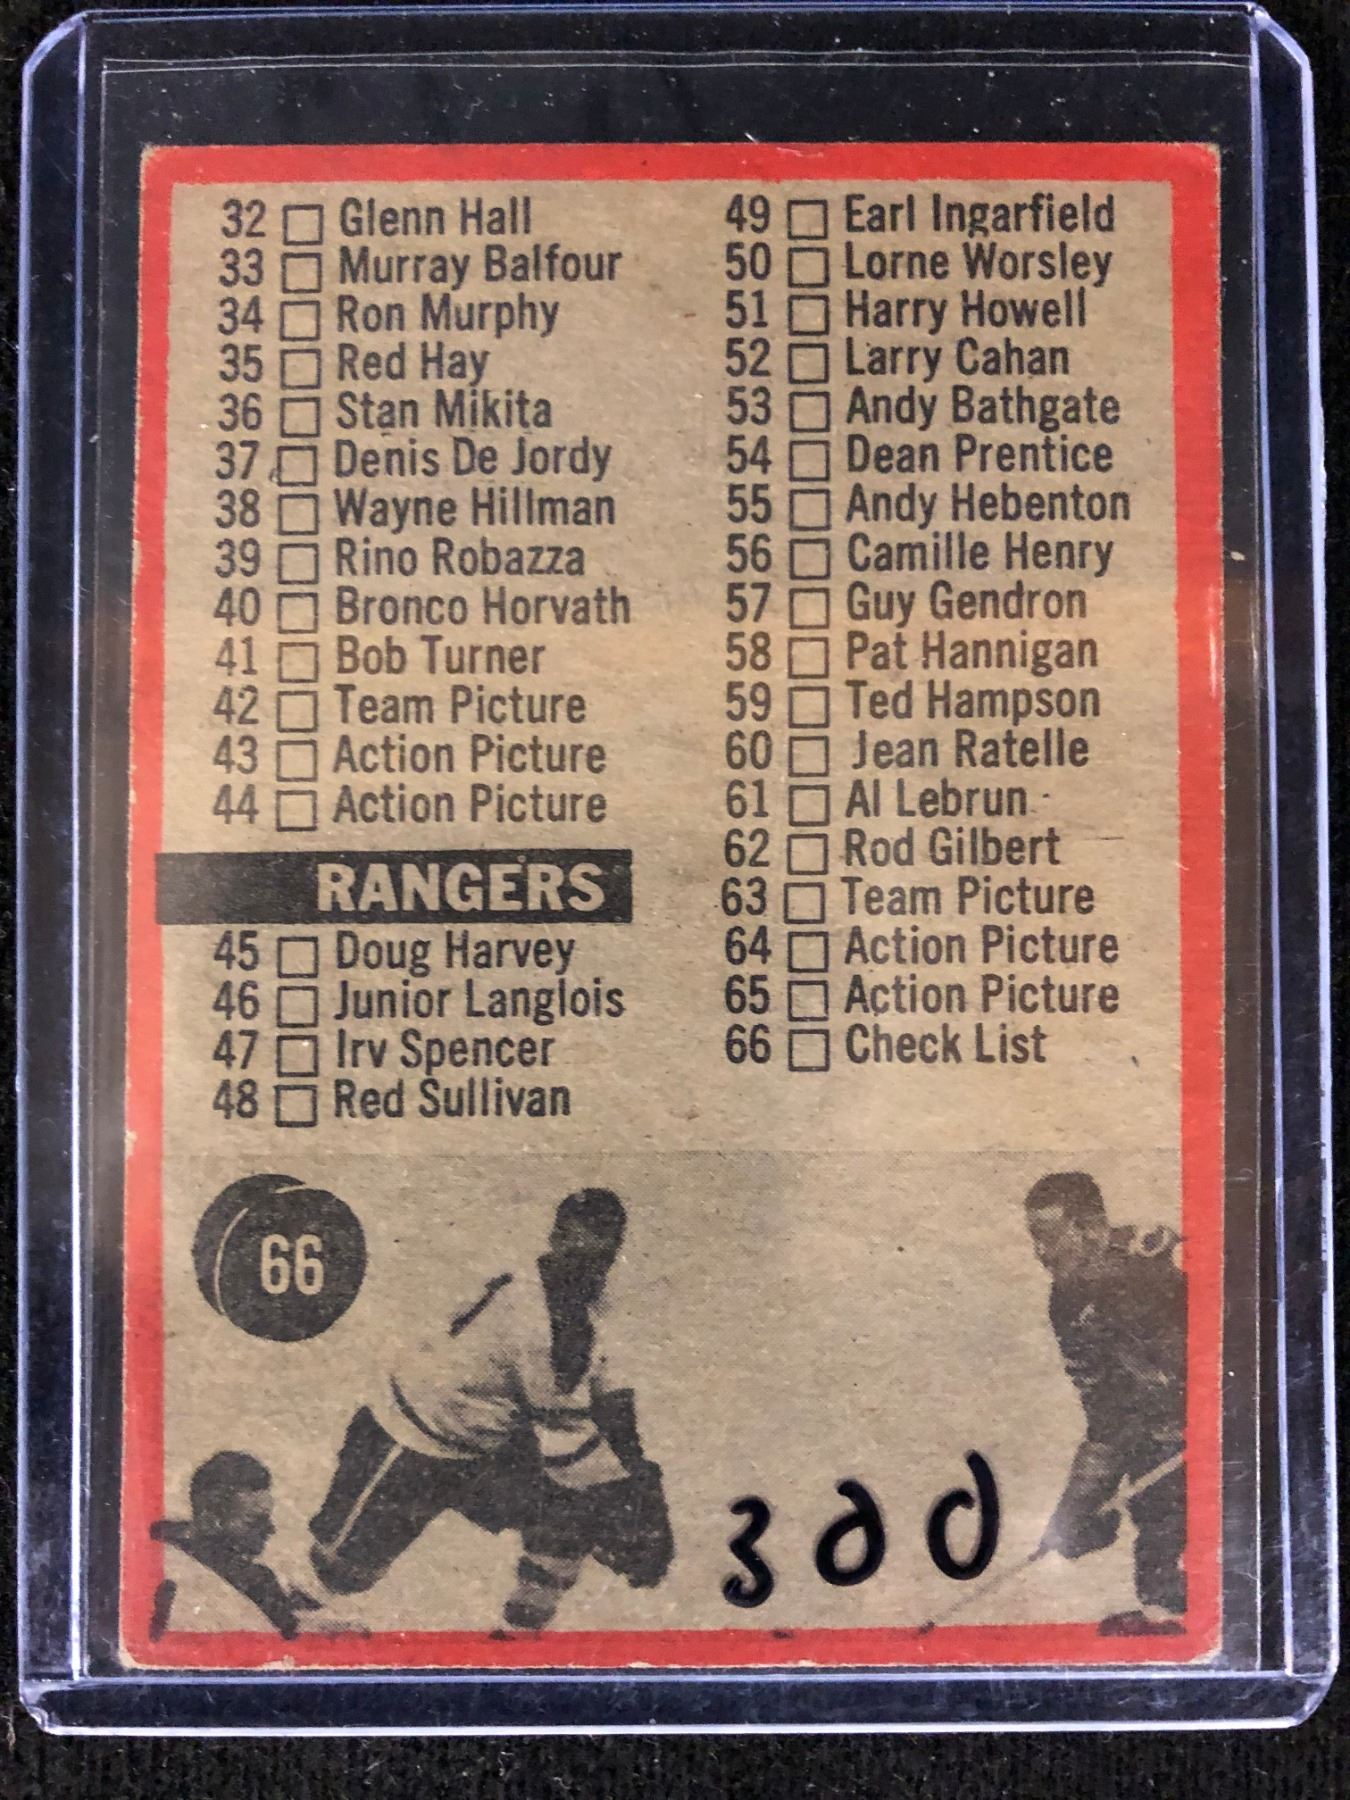 32 Glenn Hall
33 Murray Balfour
34 Ron Murphy
35 Red Hay
36 Stan Mikita
37 Denis De Jordy
38 Wayne Hillman
39 Rino Robazza
40 Bronco Horvath
41 Bob Turner
42 Team Picture
43 Action Picture
44 Action Picture
RANGERS
45 Doug Harvey
46 Junior Langlois
47 Irv Spencer
48 Red Sullivan
49 Earl Ingarfield
50 Lorne Worsley
51 Harry Howell
52 Larry Cahan
53 Andy Bathgate
54 Dean Prentice
55 Andy Hebenton
56 Camille Henry
57 Guy Gendron
58 Pat Hannigan
59 Ted Hampson
60 Jean Ratelle
61 Al Lebrun
62 Rod Gilbert
63 Team Picture
64 Action Picture
65 Action Picture
66 Check List
66
300